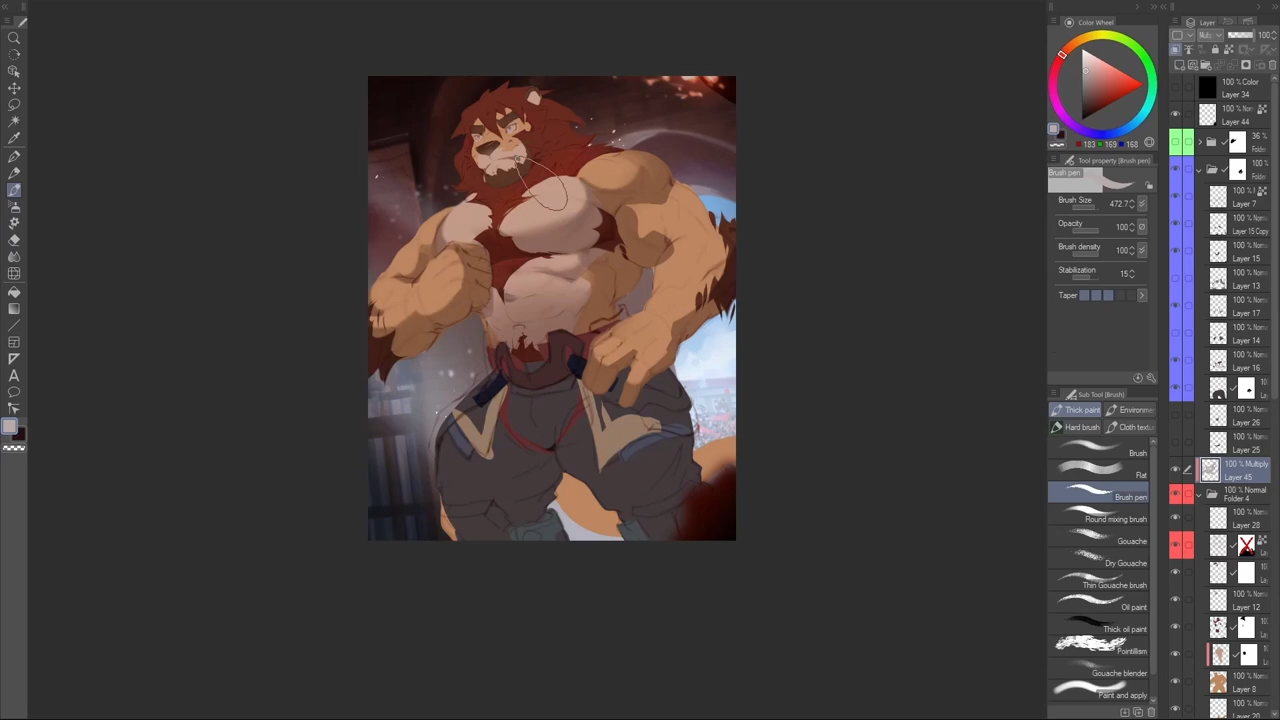 Color Wheel
183 169 168
Tool property (Brush pen)
Brush pen
Brush Size 472.7
Opacity 100
Brush density 100
Stabilization 15
Taper
Sub Tool (Brush)
Thick paint
Environme
Hard brush
Cloth textu
Brush
Flat
Brush pen
Round mixing brush
Gouache
Dry Gouache
Thin Gouache brush
Oil paint
Thick oil paint
Pointillism
Gouache blender
Paint and apply
Layer
100
100 % Color
Layer 34
100 % Nor
Layer 44
36 %
Folder
100 %
Folder
Layer 7
100 % Norm
Layer 15 Copy
100 % Norm
Layer 15
100 % Norm
Layer 13
100 % Norm
Layer 17
100 % Norm
Layer 14
100 % Norm
Layer 16
100 % Norm
Layer 26
100 % Norm
Layer 25
100 % Multiply
Layer 45
100 % Normal
Folder 4
100 % Norm
Layer 28
100 % Norm
Layer 12
100 % Norm
Layer 8
100 % Norm
Layer 20